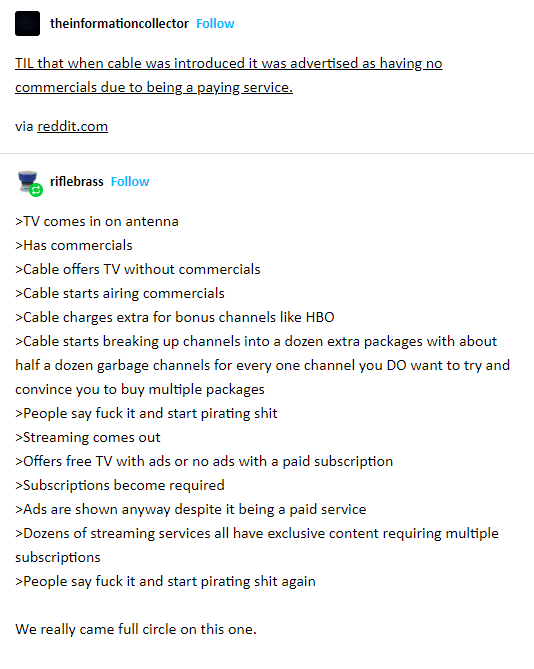 theinformationcollector Follow
TIL that when cable was introduced it was advertised as having no
commercials due to being a paying service.
via reddit.com
riflebrass Follow
>TV comes in on antenna
>Has commercials
>Cable offers TV without commercials
>Cable starts airing commercials
>Cable charges extra for bonus channels like HBO
>Cable starts breaking up channels into a dozen extra packages with about
half a dozen garbage channels for every one channel you DO want to try and
convince you to buy multiple packages
>People say fuck it and start pirating shit
>Streaming comes out
>Offers free TV with ads or no ads with a paid subscription
>Subscriptions become required
>Ads are shown anyway despite it being a paid service
>Dozens of streaming services all have exclusive content requiring multiple
subscriptions
>People say fuck it and start pirating shit again
We really came full circle on this one.